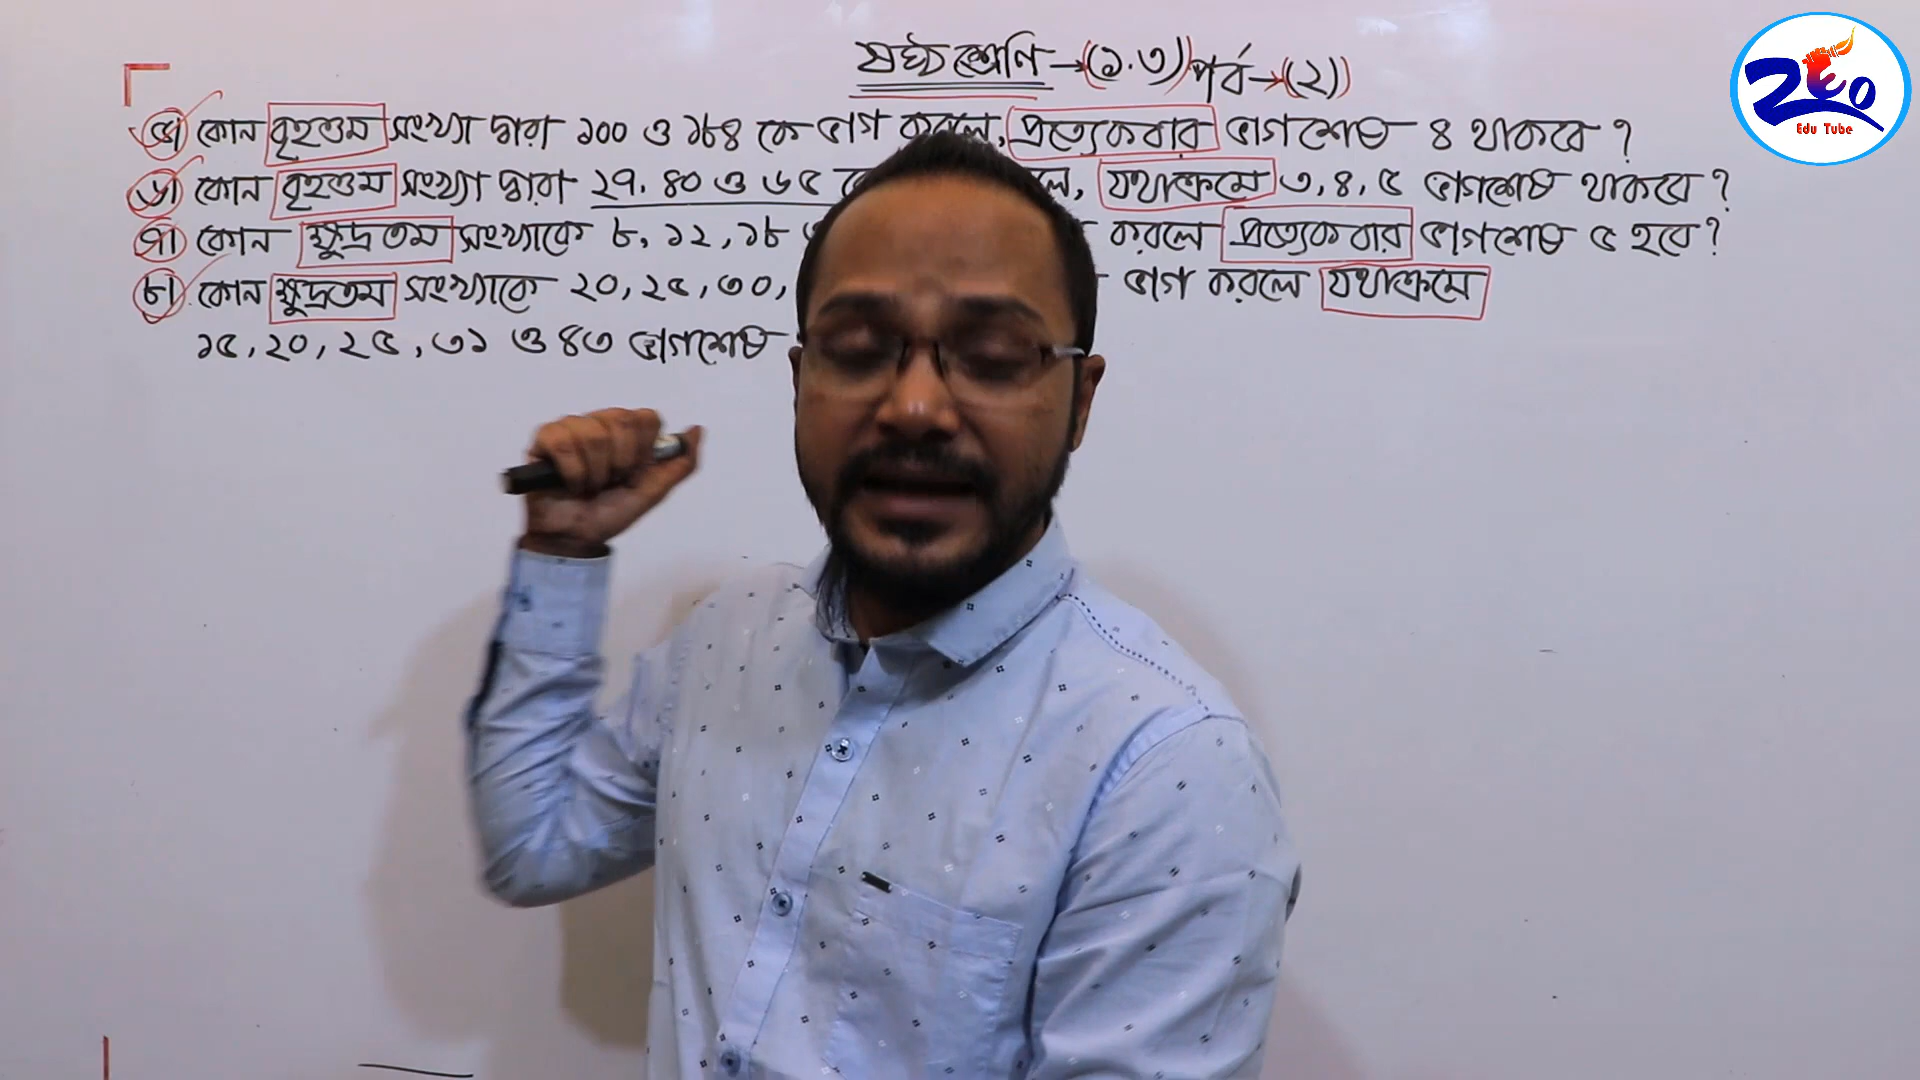 ষষ্ঠ শ্রেণি → (১.৩) পর্ব → (২)
৫। কোন বৃহত্তম সংখ্যা দ্বারা ১০০ ও ১৮৪ কে ভাগ করলে, প্রত্যেকবার ভাগশেষ ৪ থাকবে ?
৬। কোন বৃহত্তম সংখ্যা দ্বারা ২৭, ৪০ ও ৬৫ যথাক্রমে ৩, ৪, ৫ ভাগশেষ থাকবে ?
৭। কোন ক্ষুদ্রতম সংখ্যাকে ৮, ১২, ১৮ করলে প্রত্যেকবার ভাগশেষ ৫ হবে ?
৮। কোন ক্ষুদ্রতম সংখ্যাকে ২০, ২৫, ৩০, ভাগ করলে যথাক্রমে
১৫, ২০, ২৫, ৩১ ও ৪৩ ভাগশেষ
2EO
Edu Tube